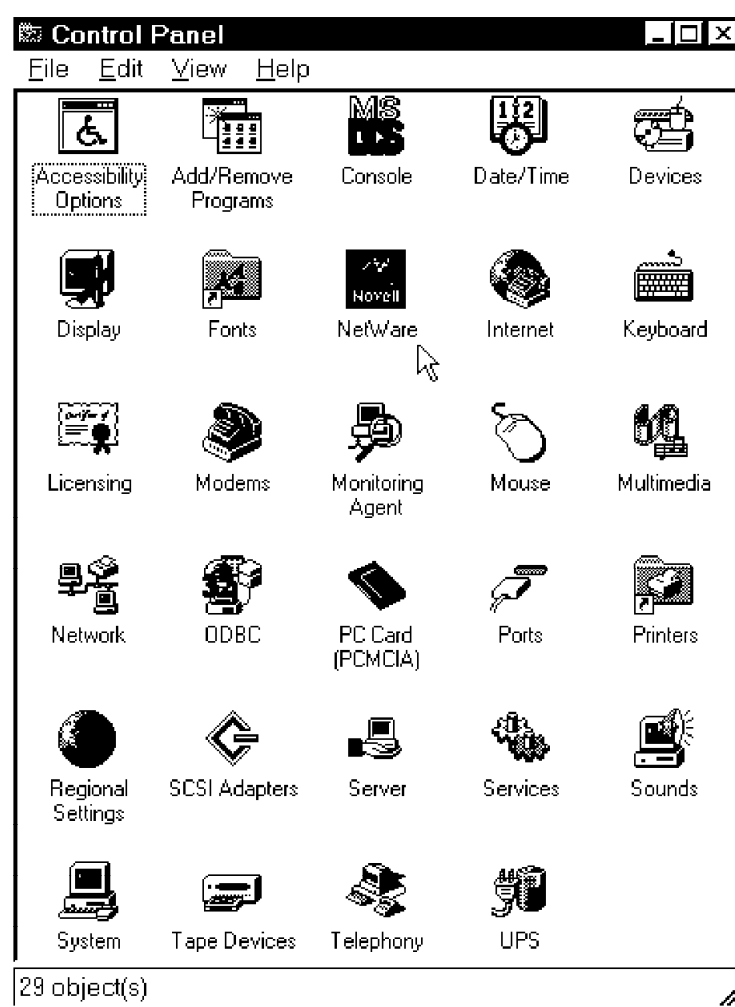 Control Panel
File Edit View Help
MS DOS
1 12
Accessibility Options
Add/Remove Programs
Console
Date/Time
Devices
Novell
Display
Fonts
NetWare
Internet
Keyboard
Licensing
Modems
Monitoring Agent
Mouse
Multimedia
Network
ODBC
PC Card (PCMCIA)
Ports
Printers
Regional Settings
SCSI Adapters
Server
Services
Sounds
System
Tape Devices
Telephony
UPS
29 object(s)